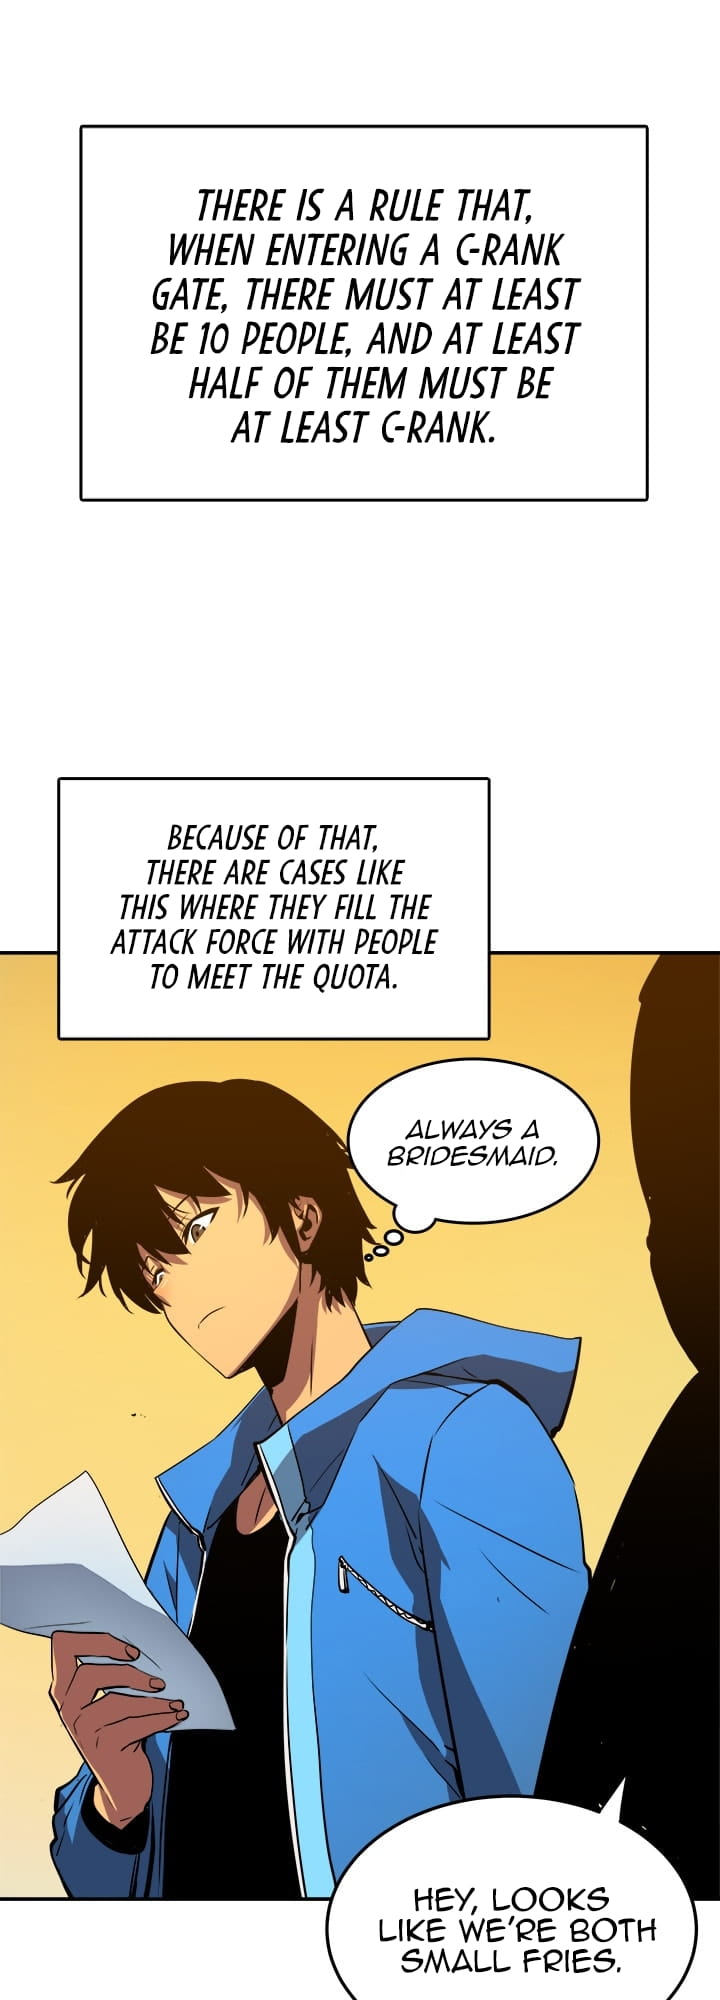 THERE IS A RULE THAT,
WHEN ENTERING A C-RANK
GATE, THERE MUST AT LEAST
BE 10 PEOPLE, AND AT LEAST
HALF OF THEM MUST BE
AT LEAST C-RANK.
BECAUSE OF THAT,
THERE ARE CASES LIKE
THIS WHERE THEY FILL THE
ATTACK FORCE WITH PEOPLE
TO MEET THE QUOTA.
ALWAYS A
BRIDESMAID.
HEY, LOOKS
LIKE WE'RE BOTH
SMALL FRIES.